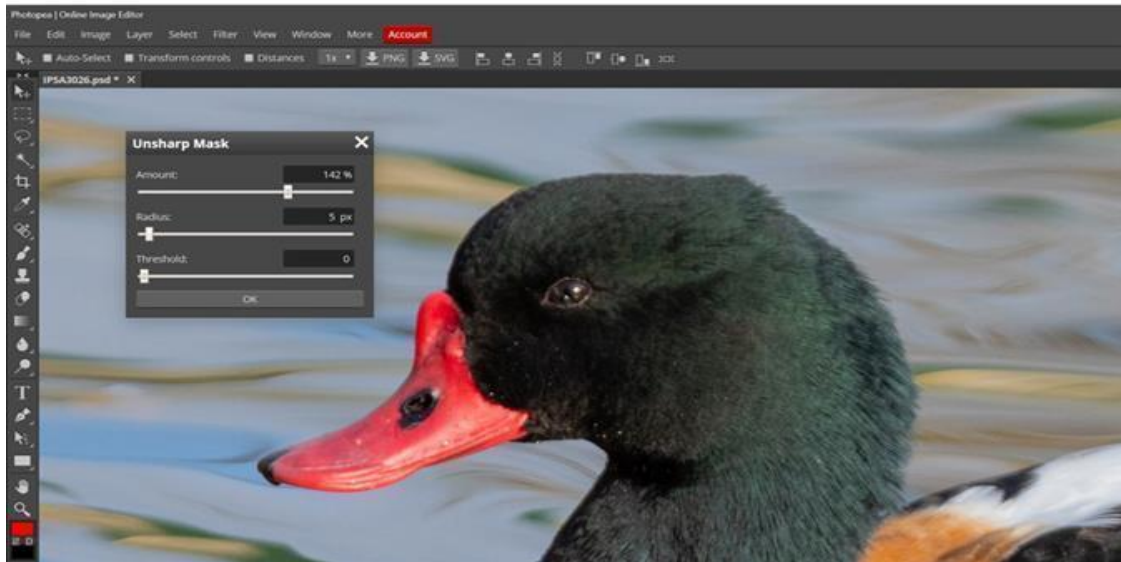 Photopea | Online Image Editor
File Edit Image Layer Select Filter View Window More Account
Auto-Select Transform controls Distances 1x PNG SVG
IPSA3026.psd *
Unsharp Mask
Amount: 142 %
Radius: 5 px
Threshold: 0
OK
T
D